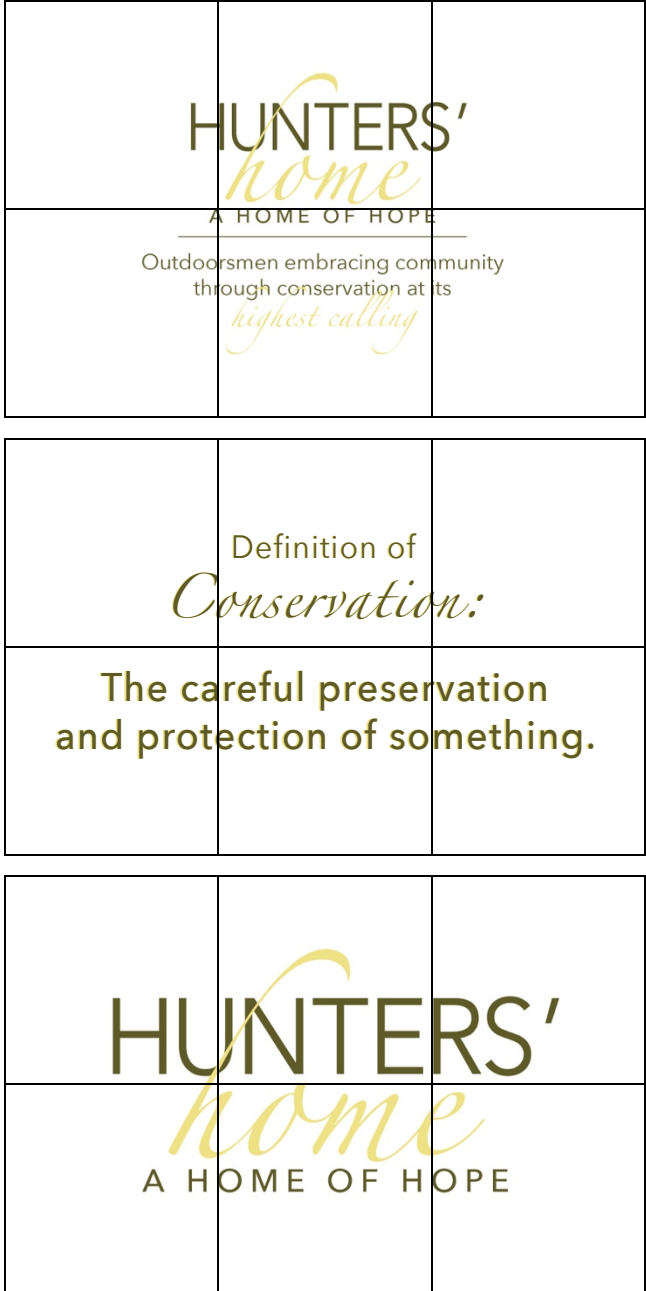 HUNTERS'
home
A HOME OF HOPE
Outdoorsmen embracing community
through conservation at its
highest calling
Definition of
Conservation:
The careful preservation
and protection of something.
HUNTERS'
home
A HOME OF HOPE